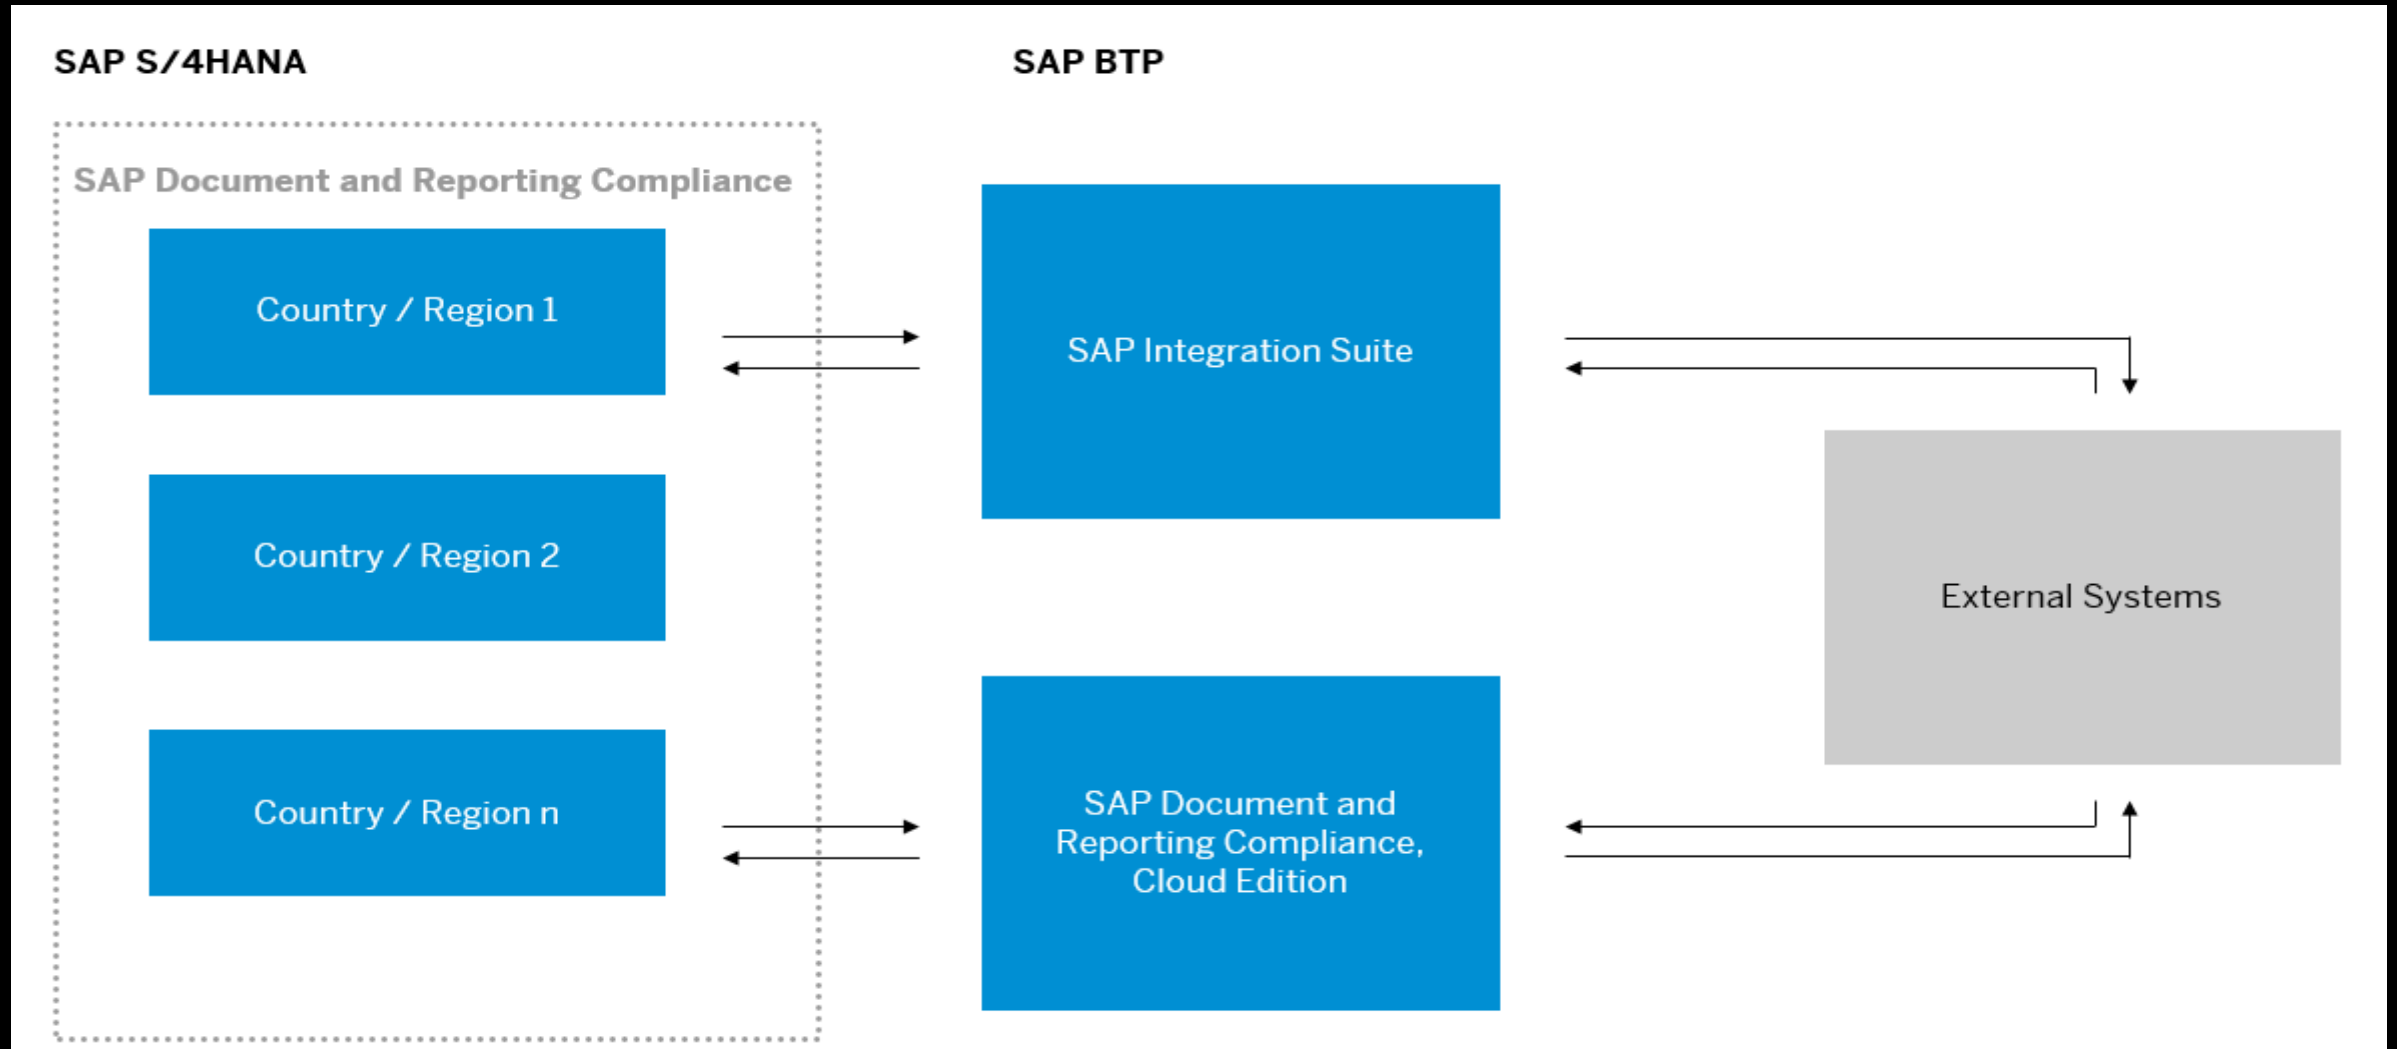 SAP S/4HANA
SAP BTP
SAP Document and Reporting Compliance
Country / Region 1
Country / Region 2
Country / Region n
SAP Integration Suite
SAP Document and
Reporting Compliance,
Cloud Edition
External Systems